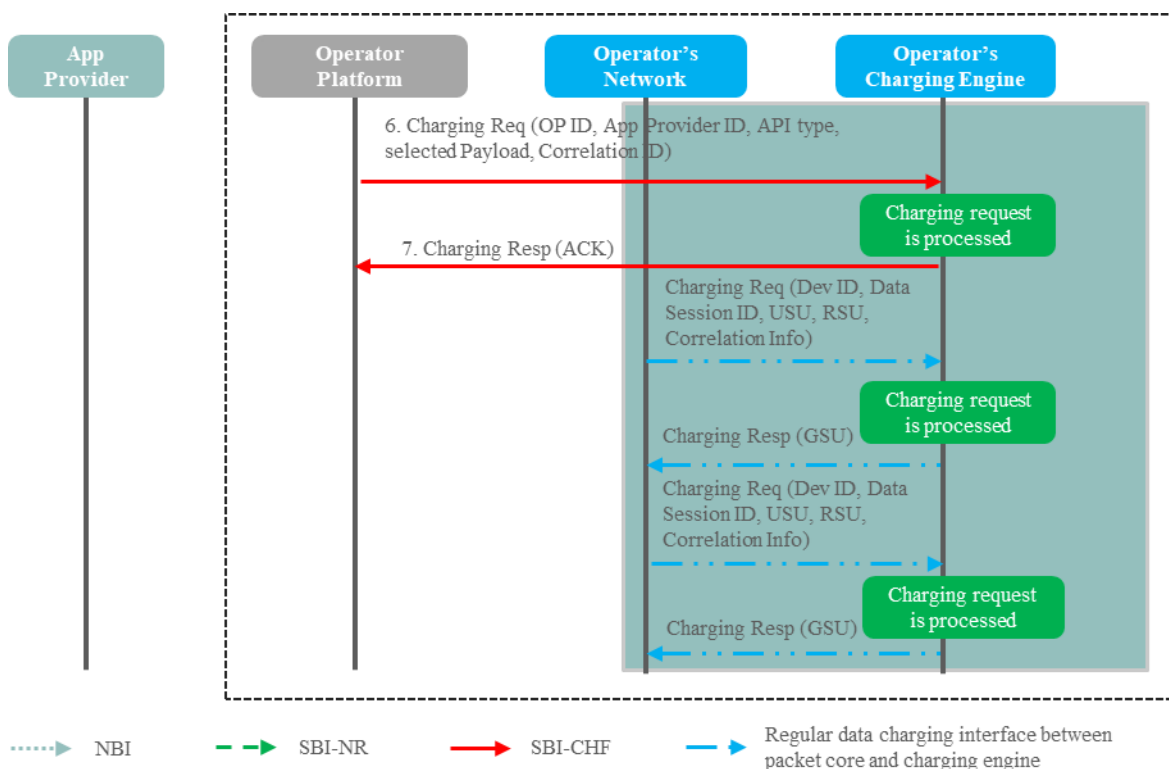 App
Provider
Operator
Platform
Operator's
Network
Operator's
Charging Engine
6. Charging Req (OP ID, App Provider ID, API type,
selected Payload, Correlation ID)
Charging request
is processed
7. Charging Resp (ACK)
Charging Req (Dev ID, Data
Session ID, USU, RSU,
Correlation Info)
Charging request
is processed
Charging Resp (GSU)
Charging Req (Dev ID, Data
Session ID, USU, RSU,
Correlation Info)
Charging request
is processed
Charging Resp (GSU)
NBI
SBI-NR
SBI-CHF
Regular data charging interface between
packet core and charging engine